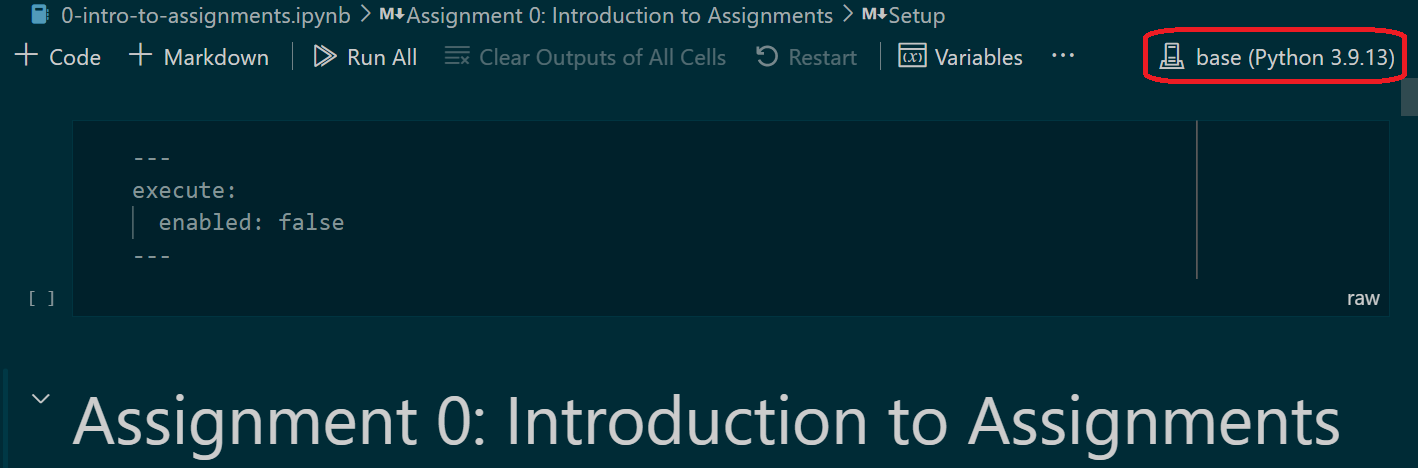 0-intro-to-assignments.ipynb > M↓Assignment 0: Introduction to Assignments > M↓Setup
+ Code + Markdown | Run All Clear Outputs of All Cells Restart | (x) Variables ··· base (Python 3.9.13)
---
execute:
  enabled: false
---
[ ]
raw
Assignment 0: Introduction to Assignments